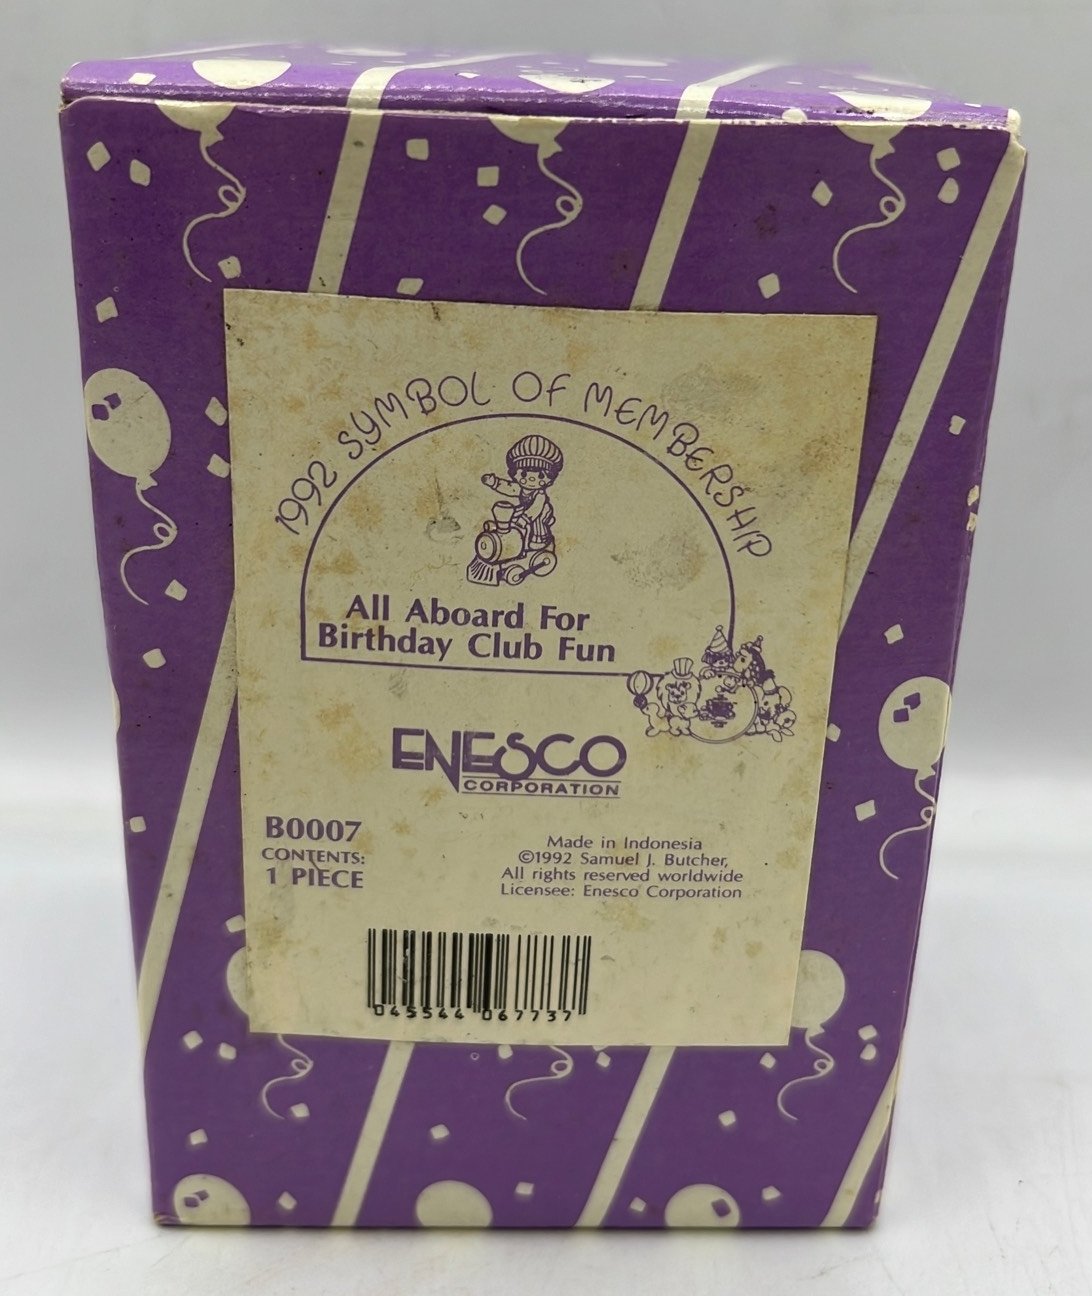 1992 SYMBOL OF MEMBERSHIP
All Aboard For
Birthday Club Fun
ENESCO
CORPORATION
B0007
CONTENTS:
1 PIECE
Made in Indonesia
©1992 Samuel J. Butcher,
All rights reserved worldwide
Licensee: Enesco Corporation
045544 067737